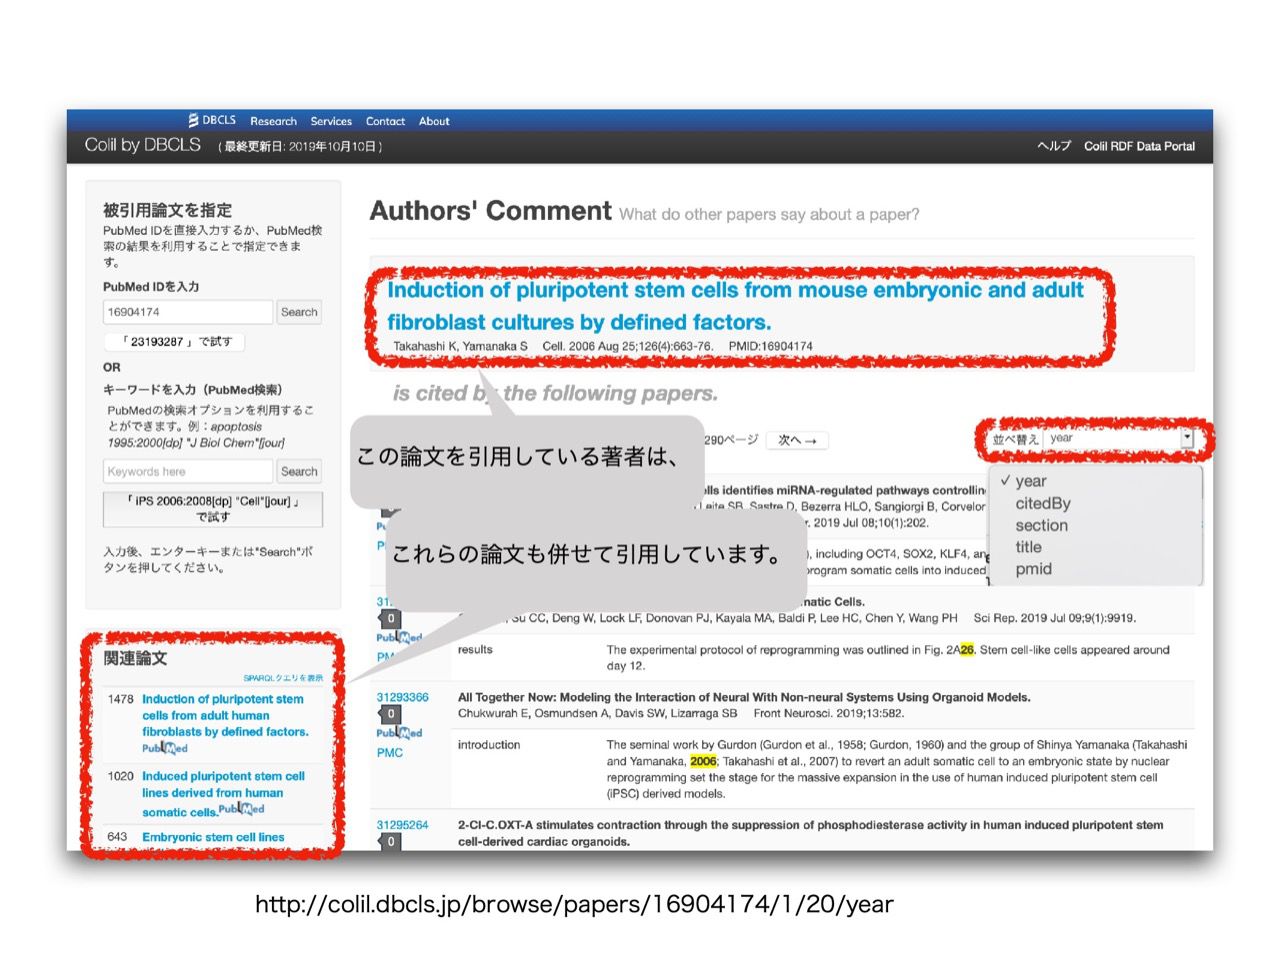 DBCLS Research Services Contact About
Colil by DBCLS (最終更新日: 2019年10月10日) ヘルプ Colil RDF Data Portal
被引用論文を指定
PubMed IDを直接入力するか、PubMed検
索の結果を利用することで指定できま
す。
PubMed IDを入力
16904174 Search
「 23193287 」で試す
OR
キーワードを入力（PubMed検索）
PubMedの検索オプションを利用するこ
とができます。例：apoptosis
1995:2000[dp] "J Biol Chem"[jour]
Keywords here Search
「 iPS 2006:2008[dp] "Cell"[jour] 」
で試す
入力後、エンターキーまたは"Search"ボ
タンを押してください。
関連論文
SPARQLクエリを表示
1478 Induction of pluripotent stem
cells from adult human
fibroblasts by defined factors.
PubMed
1020 Induced pluripotent stem cell
lines derived from human
somatic cells. PubMed
643 Embryonic stem cell lines
Authors' Comment What do other papers say about a paper?
Induction of pluripotent stem cells from mouse embryonic and adult
fibroblast cultures by defined factors.
Takahashi K, Yamanaka S Cell. 2006 Aug 25;126(4):663-76. PMID:16904174
is cited by the following papers.
290ページ 次へ→
並べ替え year
✓ year
citedBy
section
title
pmid
この論文を引用している著者は、
これらの論文も併せて引用しています。
identifies miRNA-regulated pathways controlling
Leite SB, Sastre D, Bezerra HLO, Sangiorgi B, Corvelo
2019 Jul 08;10(1):202.
, including OCT4, SOX2, KLF4, an
program somatic cells into induced
matic Cells.
0 Su CC, Deng W, Lock LF, Donovan PJ, Kayala MA, Baldi P, Lee HC, Chen Y, Wang PH Sci Rep. 2019 Jul 09;9(1):9919.
PubMed
results The experimental protocol of reprogramming was outlined in Fig. 2A26. Stem cell-like cells appeared around
day 12.
31293366 All Together Now: Modeling the Interaction of Neural With Non-neural Systems Using Organoid Models.
0 Chukwurah E, Osmundsen A, Davis SW, Lizarraga SB Front Neurosci. 2019;13:582.
PubMed
PMC
introduction The seminal work by Gurdon (Gurdon et al., 1958; Gurdon, 1960) and the group of Shinya Yamanaka (Takahashi
and Yamanaka, 2006; Takahashi et al., 2007) to revert an adult somatic cell to an embryonic state by nuclear
reprogramming set the stage for the massive expansion in the use of human induced pluripotent stem cell
(iPSC) derived models.
31295264 2-Cl-C.OXT-A stimulates contraction through the suppression of phosphodiesterase activity in human induced pluripotent stem
0 cell-derived cardiac organoids.
http://colil.dbcls.jp/browse/papers/16904174/1/20/year